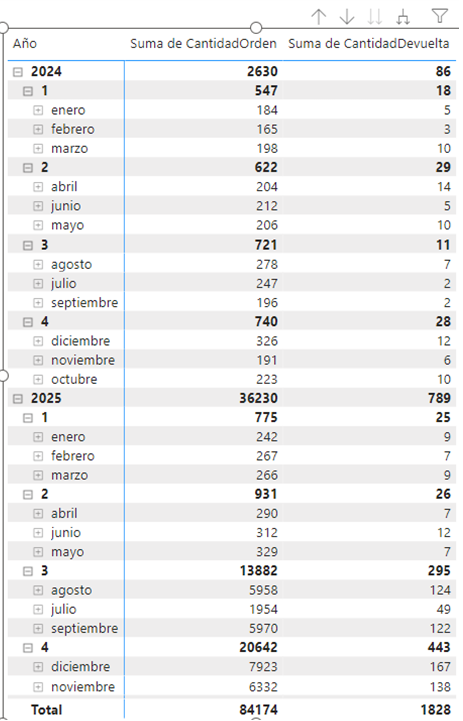 Año Suma de CantidadOrden Suma de CantidadDevuelta
2024 2630 86
1 547 18
enero 184 5
febrero 165 3
marzo 198 10
2 622 29
abril 204 14
junio 212 5
mayo 206 10
3 721 11
agosto 278 7
julio 247 2
septiembre 196 2
4 740 28
diciembre 326 12
noviembre 191 6
octubre 223 10
2025 36230 789
1 775 25
enero 242 9
febrero 267 7
marzo 266 9
2 931 26
abril 290 7
junio 312 12
mayo 329 7
3 13882 295
agosto 5958 124
julio 1954 49
septiembre 5970 122
4 20642 443
diciembre 7923 167
noviembre 6332 138
Total 84174 1828